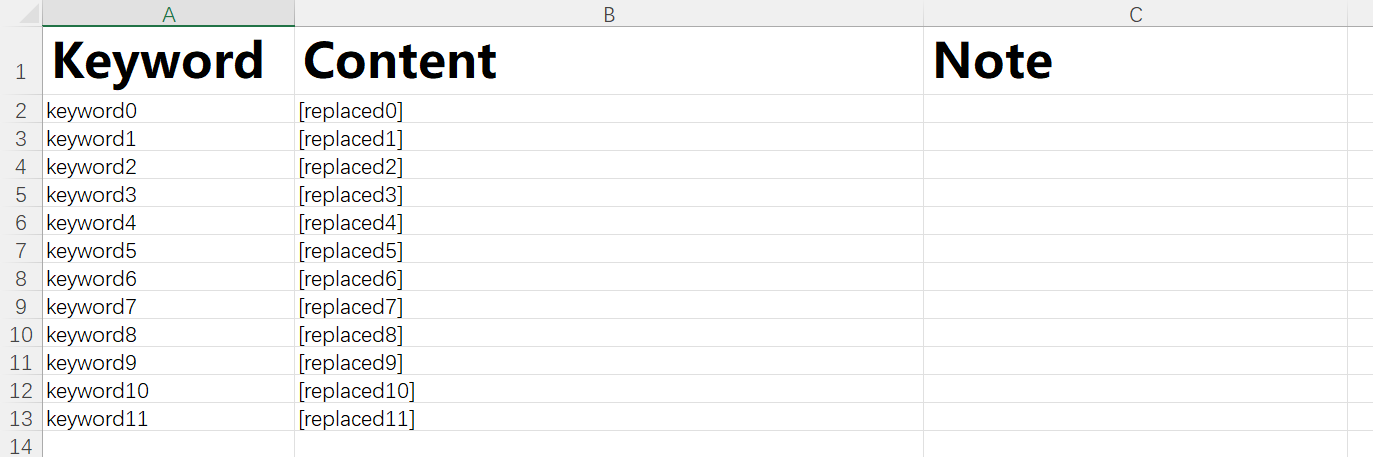 A B C
1 Keyword Content Note
2 keyword0 [replaced0]
3 keyword1 [replaced1]
4 keyword2 [replaced2]
5 keyword3 [replaced3]
6 keyword4 [replaced4]
7 keyword5 [replaced5]
8 keyword6 [replaced6]
9 keyword7 [replaced7]
10 keyword8 [replaced8]
11 keyword9 [replaced9]
12 keyword10 [replaced10]
13 keyword11 [replaced11]
14